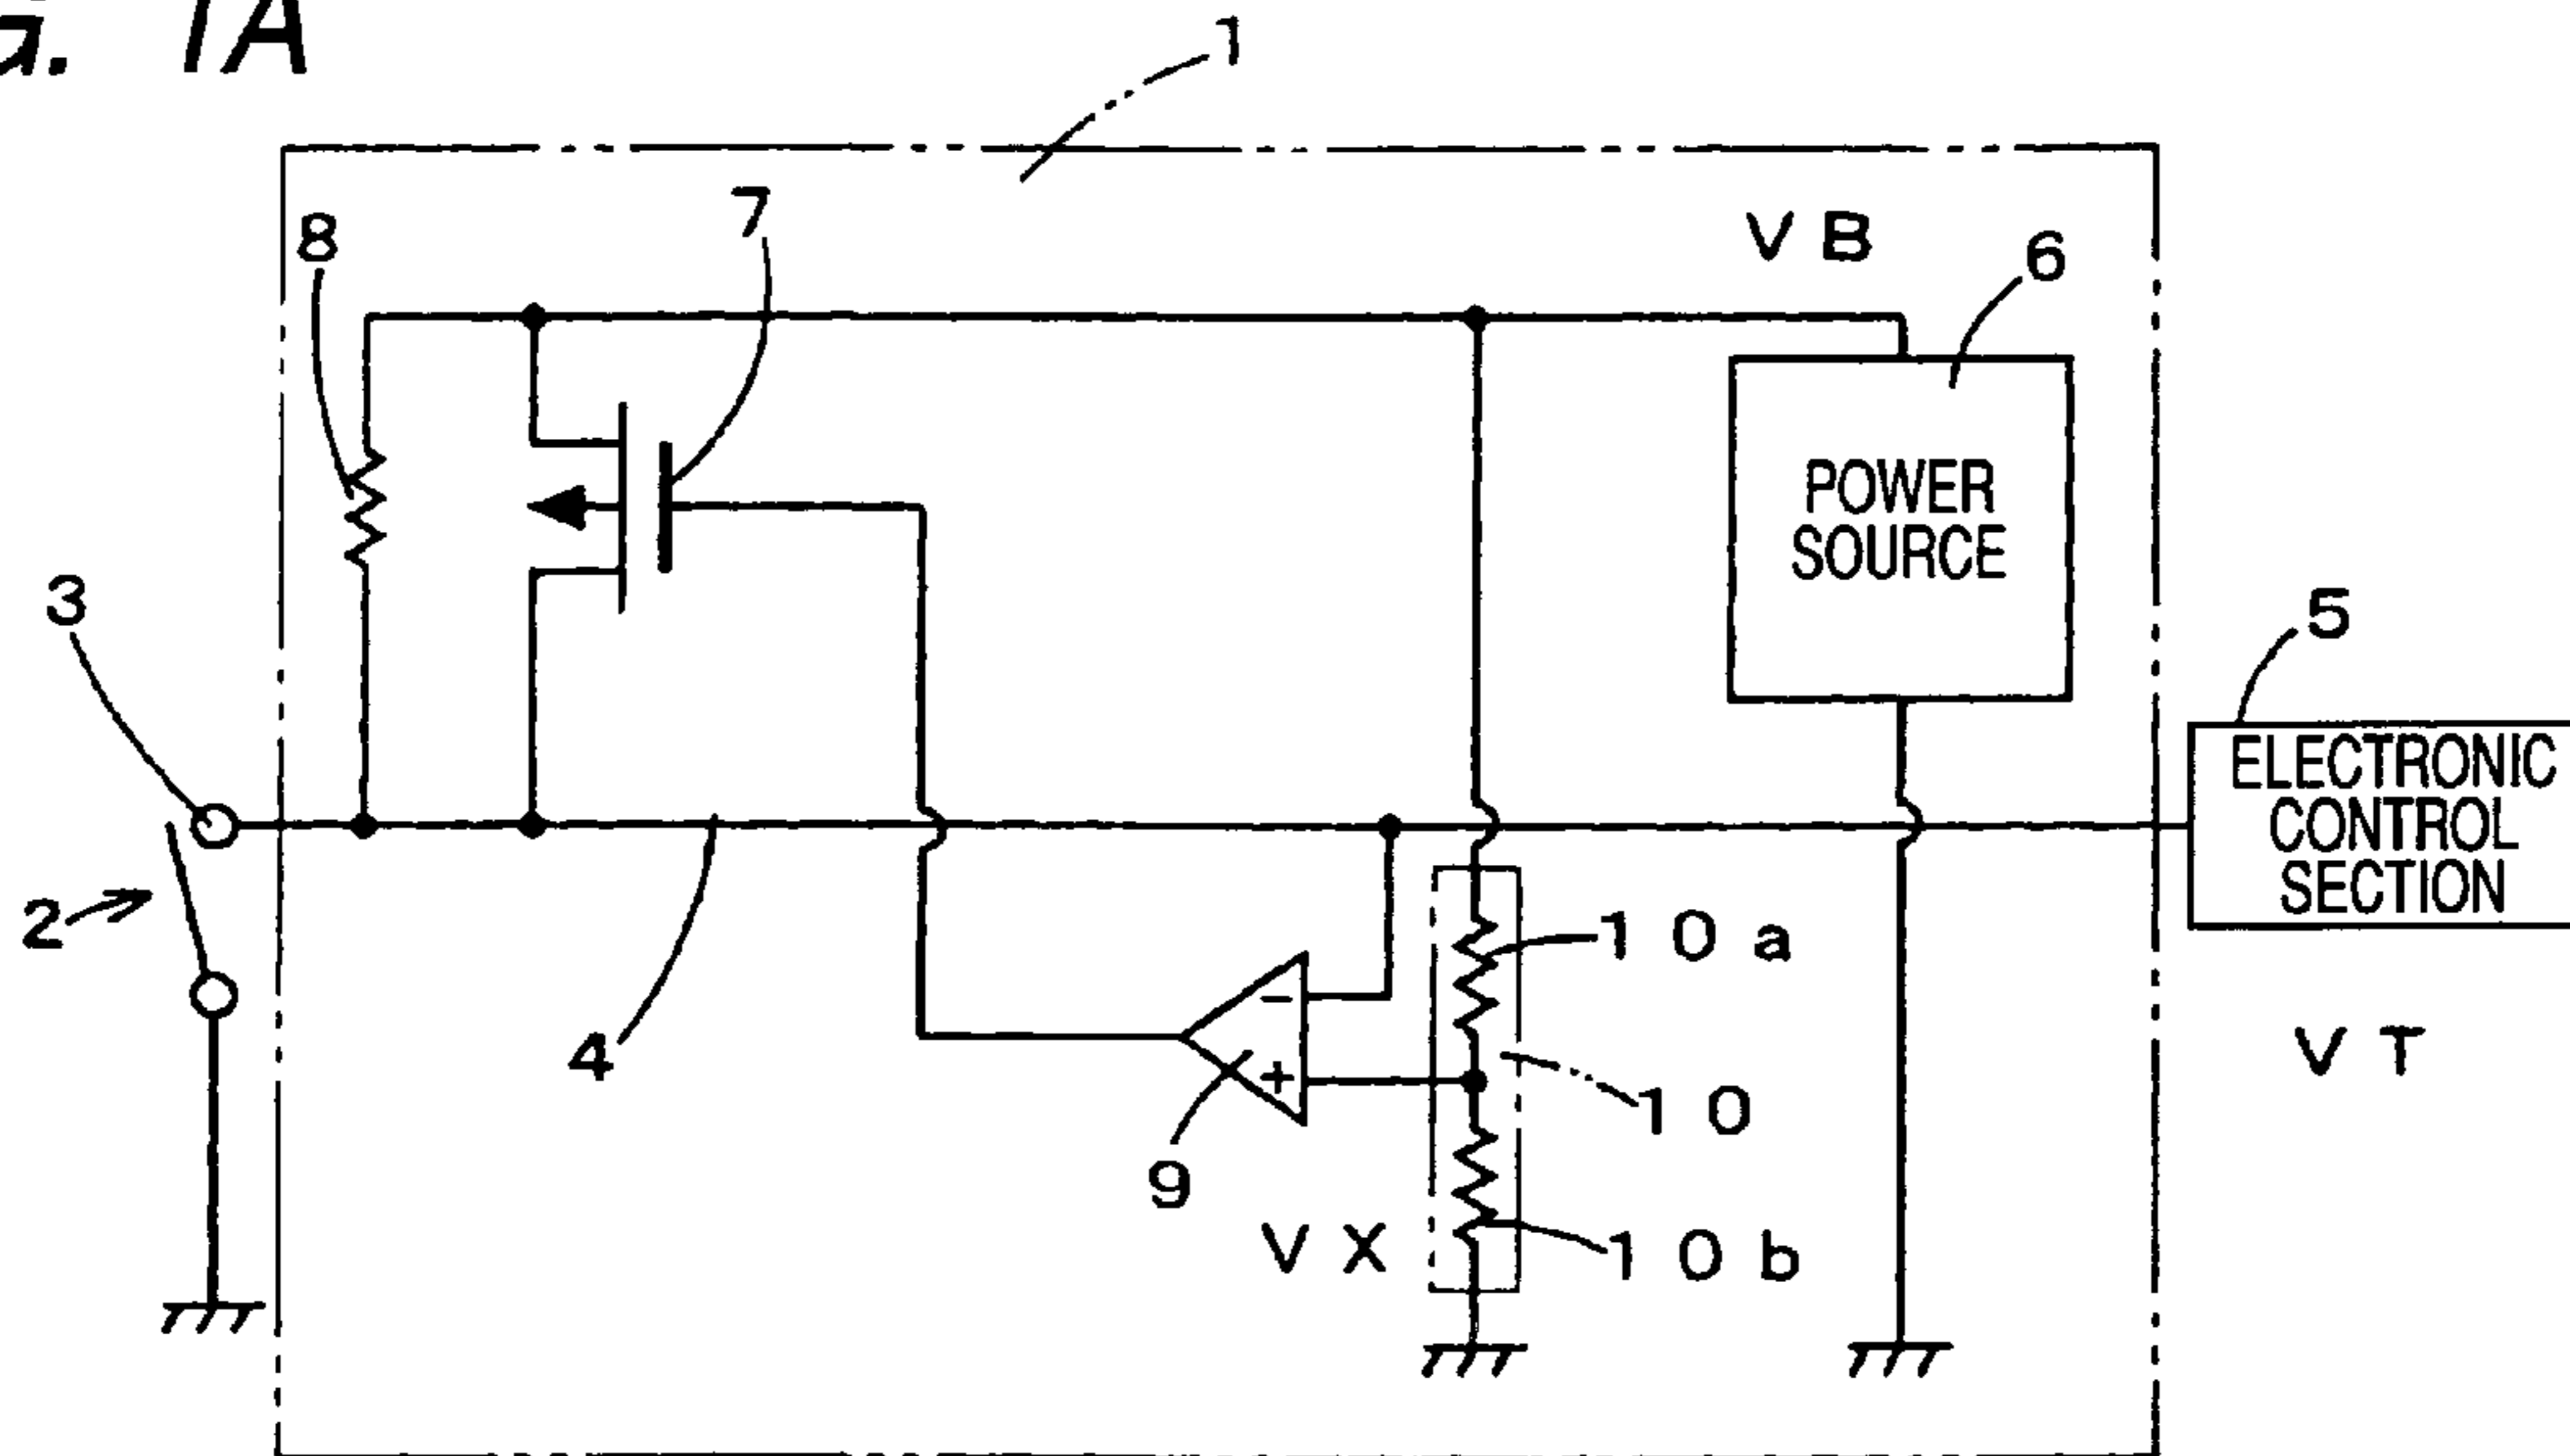 G. 1A
1
8
7
VB
6
POWER
SOURCE
3
5
ELECTRONIC
CONTROL
SECTION
2
10a
4
VT
10
9
VX
10b
−
+